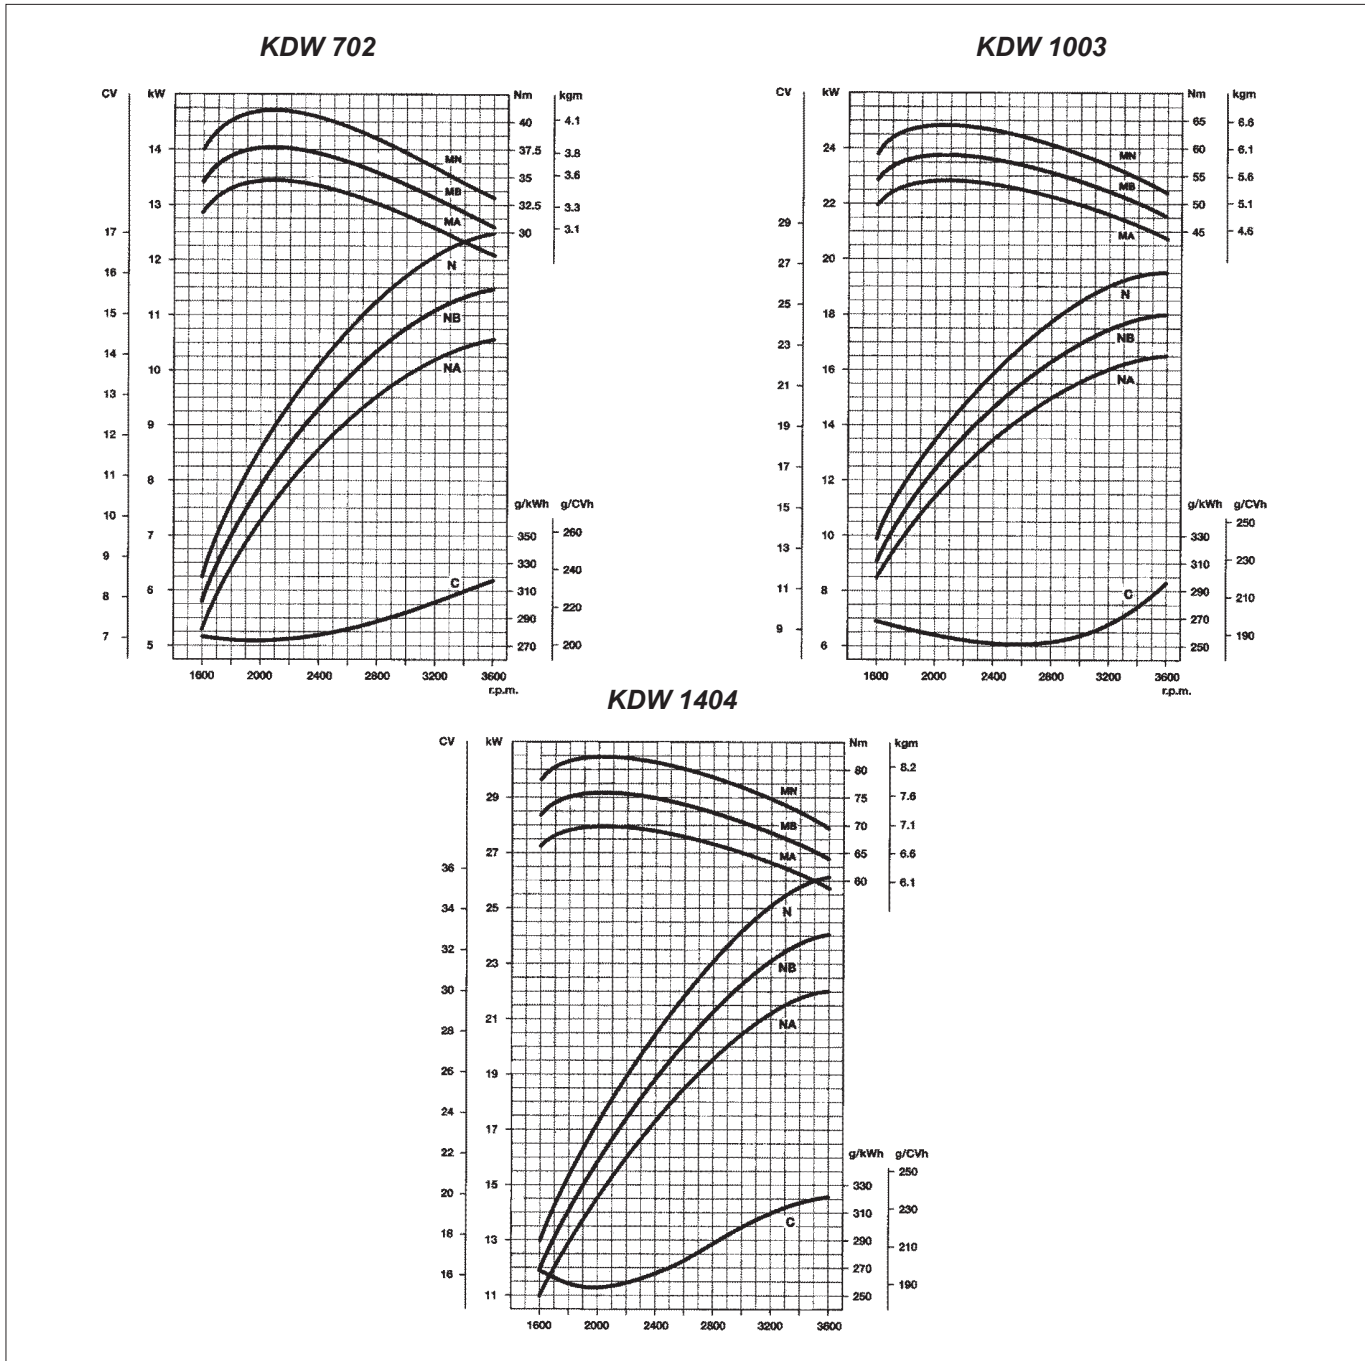 KDW 702
KDW 1003
CV kW Nm kgm
17
16
15
14
13
12
11
10
9
8
7
14
13
12
11
10
9
8
7
6
5
40 4.1
37.5 3.8
35 3.6
32.5 3.3
30 3.1
MN
MB
MA
N
NB
NA
C
g/kWh g/CVh
350 260
330 240
310 220
290
270 200
1600 2000 2400 2800 3200 3600
r.p.m.
CV kW Nm kgm
29
27
25
23
21
19
17
15
13
11
9
24
22
20
18
16
14
12
10
8
6
65 6.6
60 6.1
55 5.6
50 5.1
45 4.6
MN
MB
MA
N
NB
NA
C
g/kWh g/CVh
330 250
310 230
290 210
270 190
250
1600 2000 2400 2800 3200 3600
r.p.m.
KDW 1404
CV kW Nm kgm
36
34
32
30
28
26
24
22
20
18
16
29
27
25
23
21
19
17
15
13
11
80 8.2
75 7.6
70 7.1
65 6.6
60 6.1
MN
MB
MA
N
NB
NA
C
g/kWh g/CVh
330 250
310 230
290 210
270 190
250
1600 2000 2400 2800 3200 3600